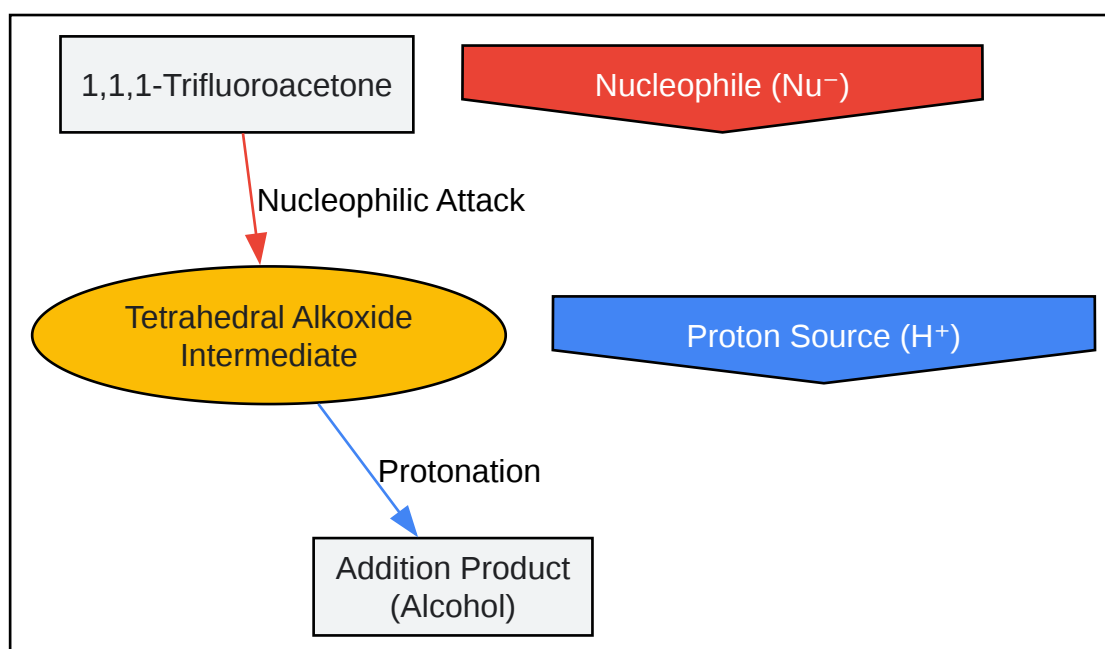 1,1,1-Trifluoroacetone
Nucleophile (Nu⁻)
Nucleophilic Attack
Tetrahedral Alkoxide
Intermediate
Proton Source (H⁺)
Protonation
Addition Product
(Alcohol)